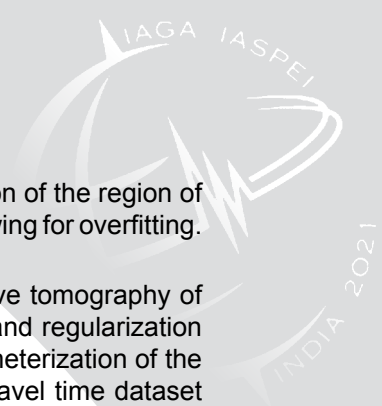 IAGA IASPEI
INDIA 2021
on of the region of
ving for overfitting.
ve tomography of
and regularization
neterization of the
avel time dataset